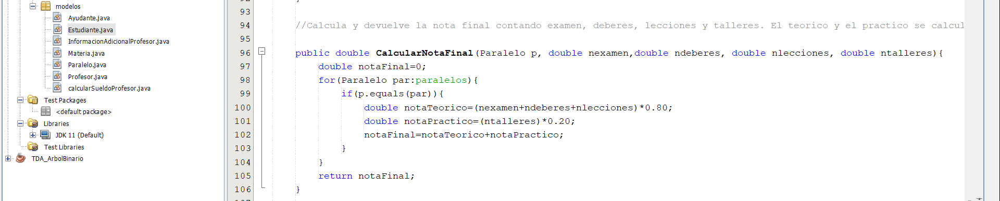 modelos
Ayudante.java
Estudiante.java
InformacionAdicionalProfesor.java
Materia.java
Paralelo.java
Profesor.java
calcularSueldoProfesor.java
Test Packages
<default package>
Libraries
JDK 11 (Default)
Test Libraries
TDA_ArbolBinario
93
94 //Calcula y devuelve la nota final contando examen, deberes, lecciones y talleres. El teorico y el practico se calcul
95
96 public double CalcularNotaFinal(Paralelo p, double nexamen,double ndeberes, double nlecciones, double ntalleres){
97 double notaFinal=0;
98 for(Paralelo par:paralelos){
99 if(p.equals(par)){
100 double notaTeorico=(nexamen+ndeberes+nlecciones)*0.80;
101 double notaPractico=(ntalleres)*0.20;
102 notaFinal=notaTeorico+notaPractico;
103 }
104 }
105 return notaFinal;
106 }